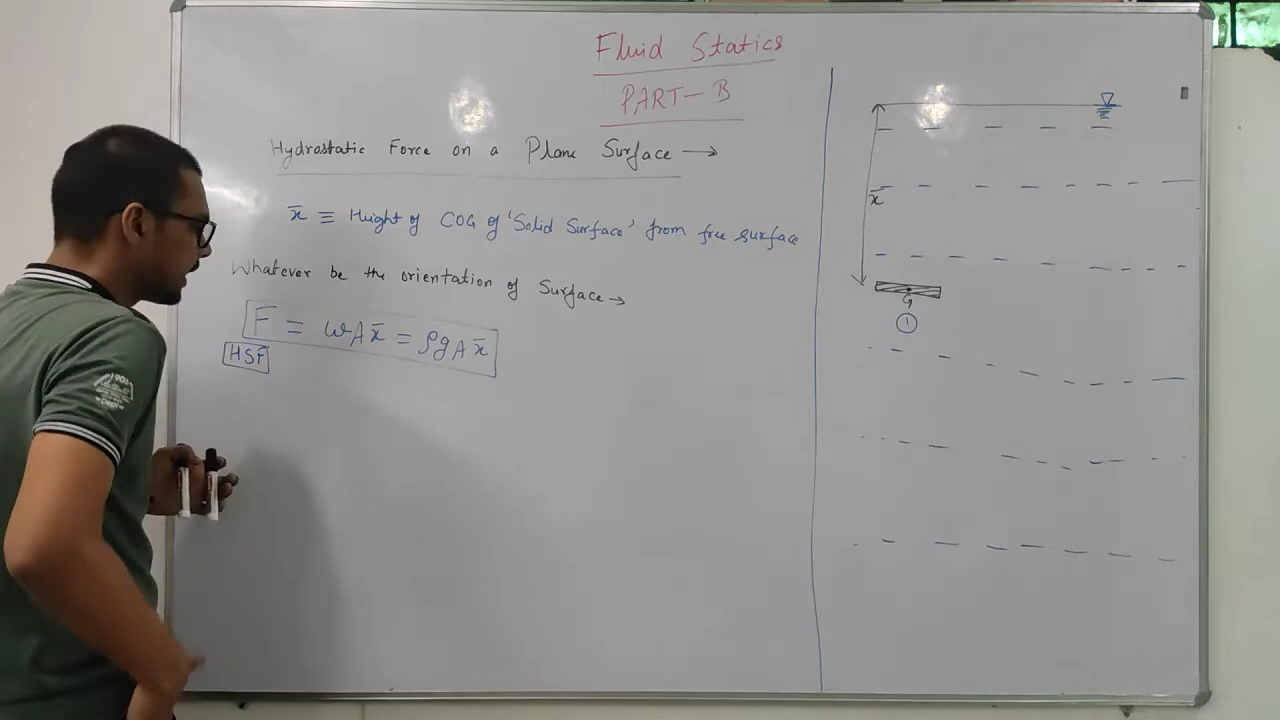 Fluid Statics
PART-B
Hydrostatic Force on a Plane Surface →
x̄ ≡ Height of COG of 'Solid Surface' from free surface
Whatever be the orientation of Surface →
F = wAx̄ = ρgAx̄
HSF
x̄
G
1